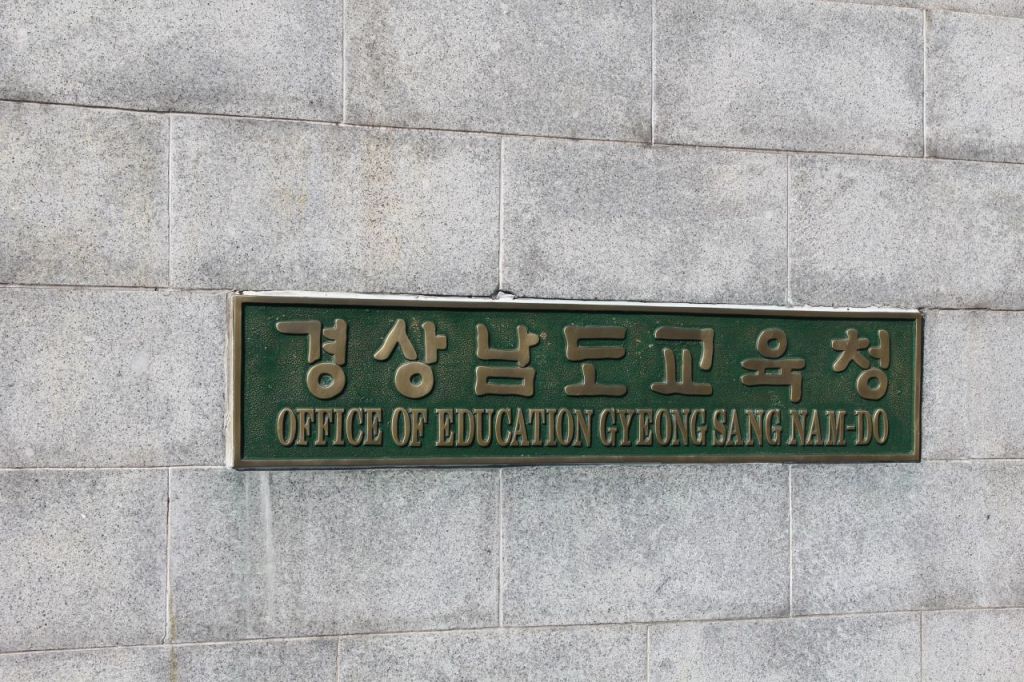 경상남도교육청
OFFICE OF EDUCATION GYEONG SANG NAM-DO